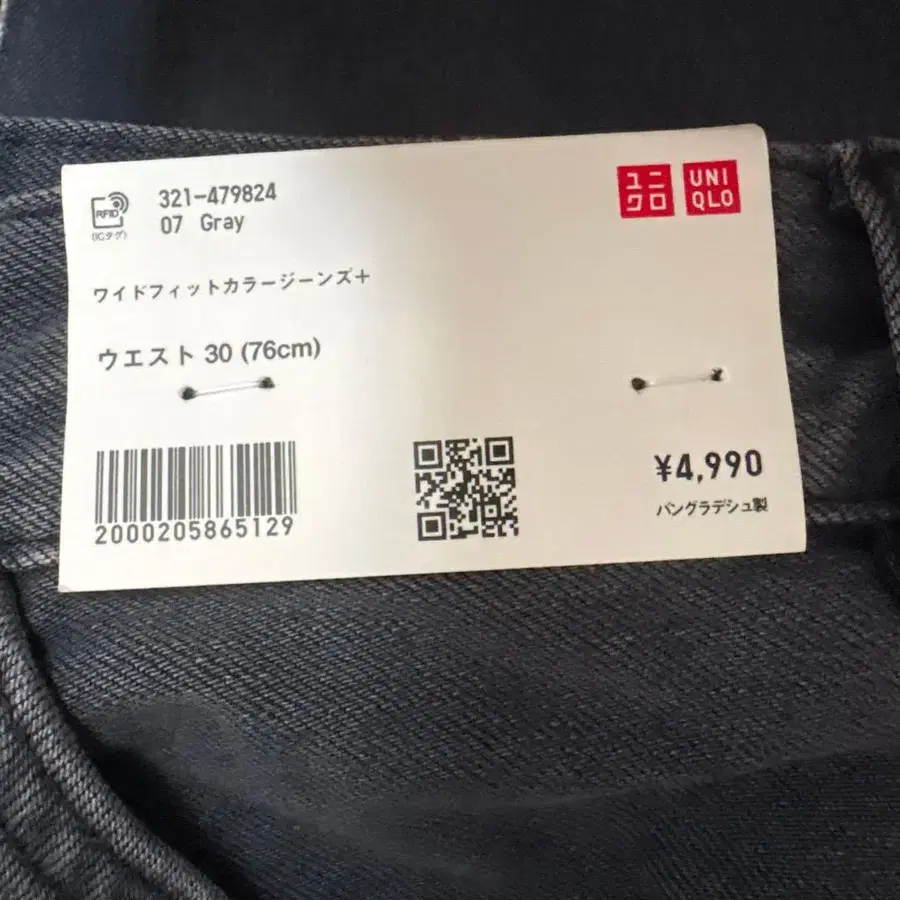 321-479824
07 Gray
RFID
(ICタグ)
ユニ
クロ
UNI
QLO
ワイドフィットカラージーンズ+
ウエスト 30 (76cm)
2000205865129
¥4,990
バングラデシュ製